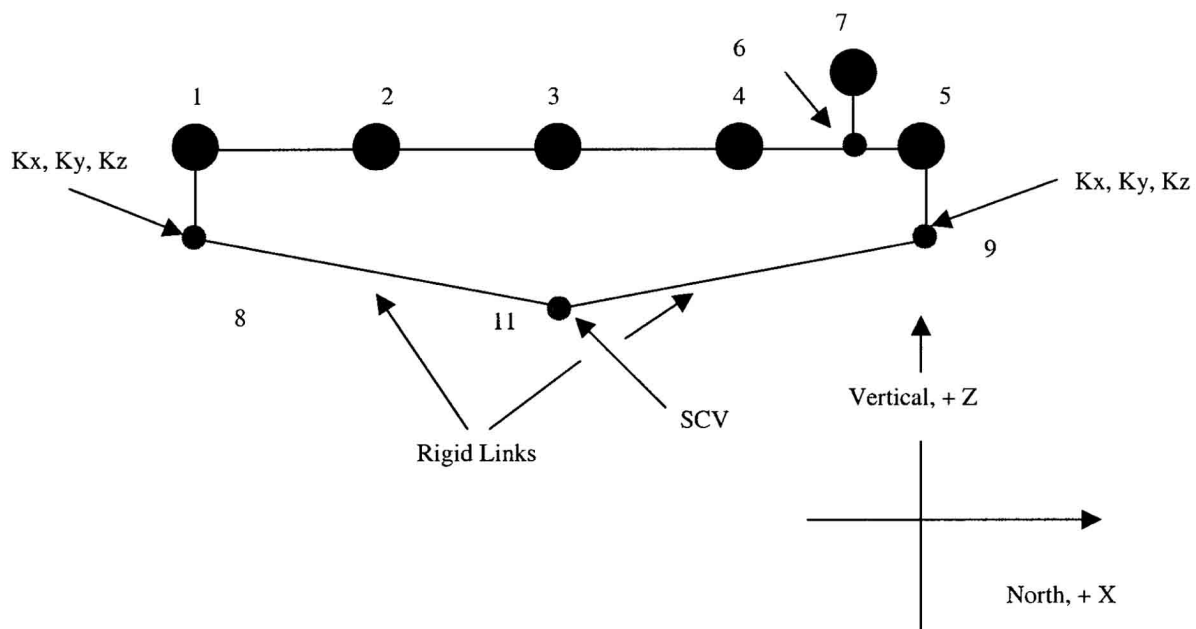 7
6
1
2
3
4
5
Kx, Ky, Kz
Kx, Ky, Kz
9
8
11
Vertical, + Z
SCV
Rigid Links
North, + X